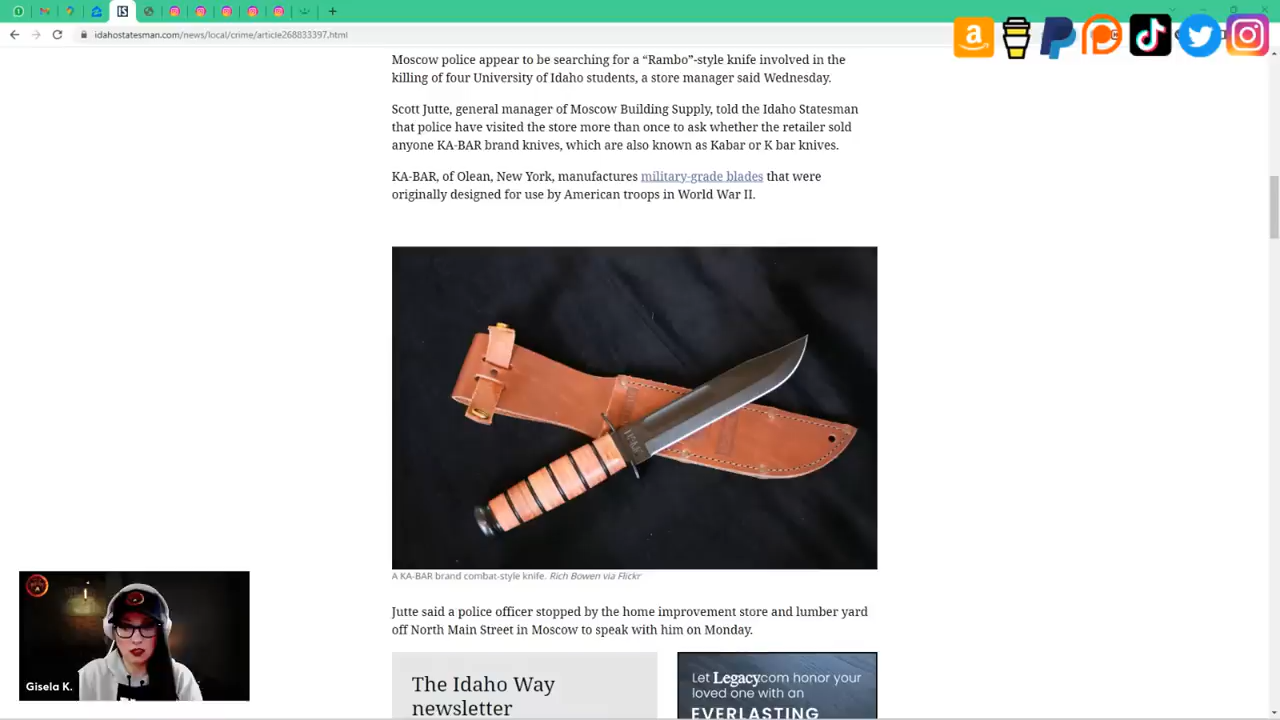 idahostatesman.com/news/local/crime/article268833397.html
Moscow police appear to be searching for a “Rambo”-style knife involved in the
killing of four University of Idaho students, a store manager said Wednesday.
Scott Jutte, general manager of Moscow Building Supply, told the Idaho Statesman
that police have visited the store more than once to ask whether the retailer sold
anyone KA-BAR brand knives, which are also known as Kabar or K bar knives.
KA-BAR, of Olean, New York, manufactures military-grade blades that were
originally designed for use by American troops in World War II.
A KA-BAR brand combat-style knife. Rich Bowen via Flickr
Jutte said a police officer stopped by the home improvement store and lumber yard
off North Main Street in Moscow to speak with him on Monday.
The Idaho Way
newsletter
Let Legacy.com honor your
loved one with an
EVERLASTING
Gisela K.